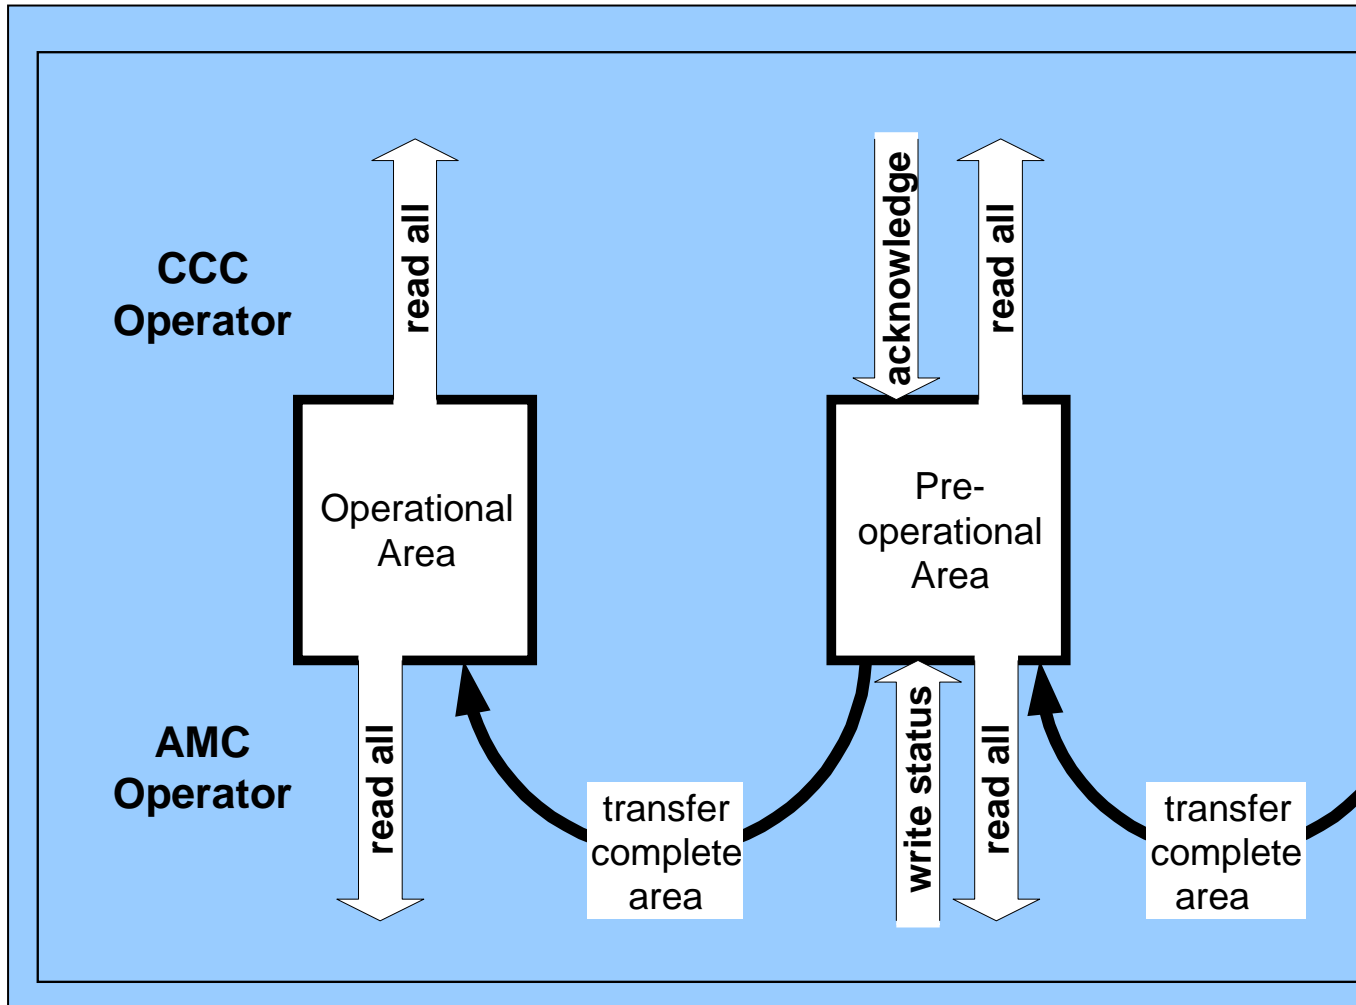 read all
acknowledge
read all
CCC
Operator
Operational
Area
Pre-
operational
Area
AMC
Operator
read all
transfer
complete
area
write status
read all
transfer
complete
area